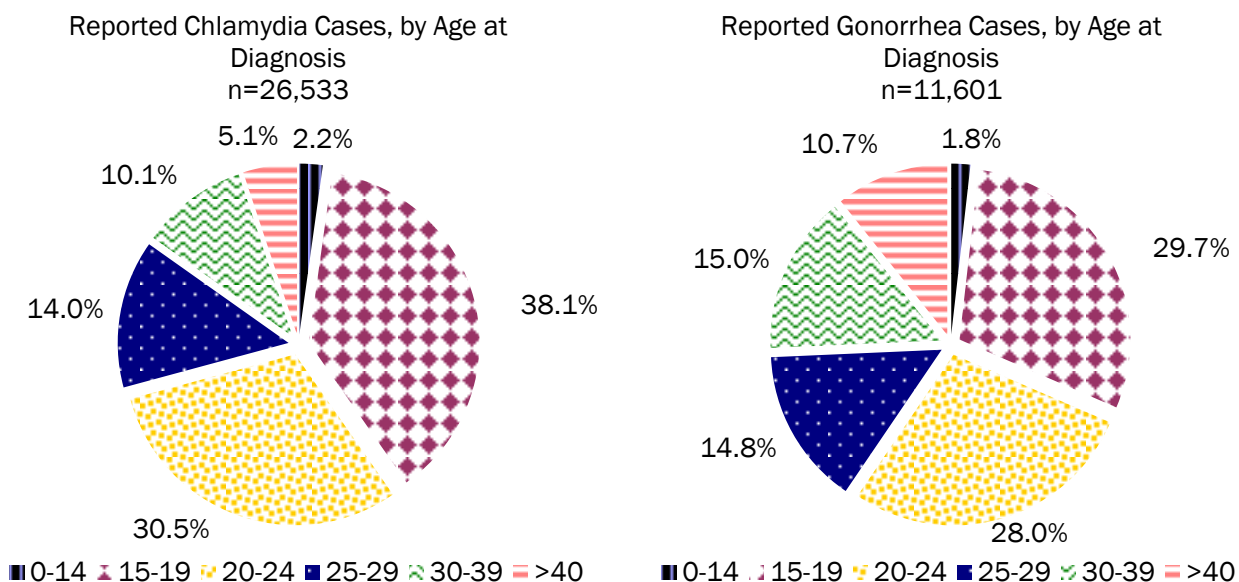 Reported Chlamydia Cases, by Age at
Diagnosis
n=26,533
5.1% 2.2%
10.1%
14.0%
38.1%
30.5%
0-14 15-19 20-24 25-29 30-39 >40
Reported Gonorrhea Cases, by Age at
Diagnosis
n=11,601
10.7% 1.8%
15.0%
29.7%
14.8%
28.0%
0-14 15-19 20-24 25-29 30-39 >40